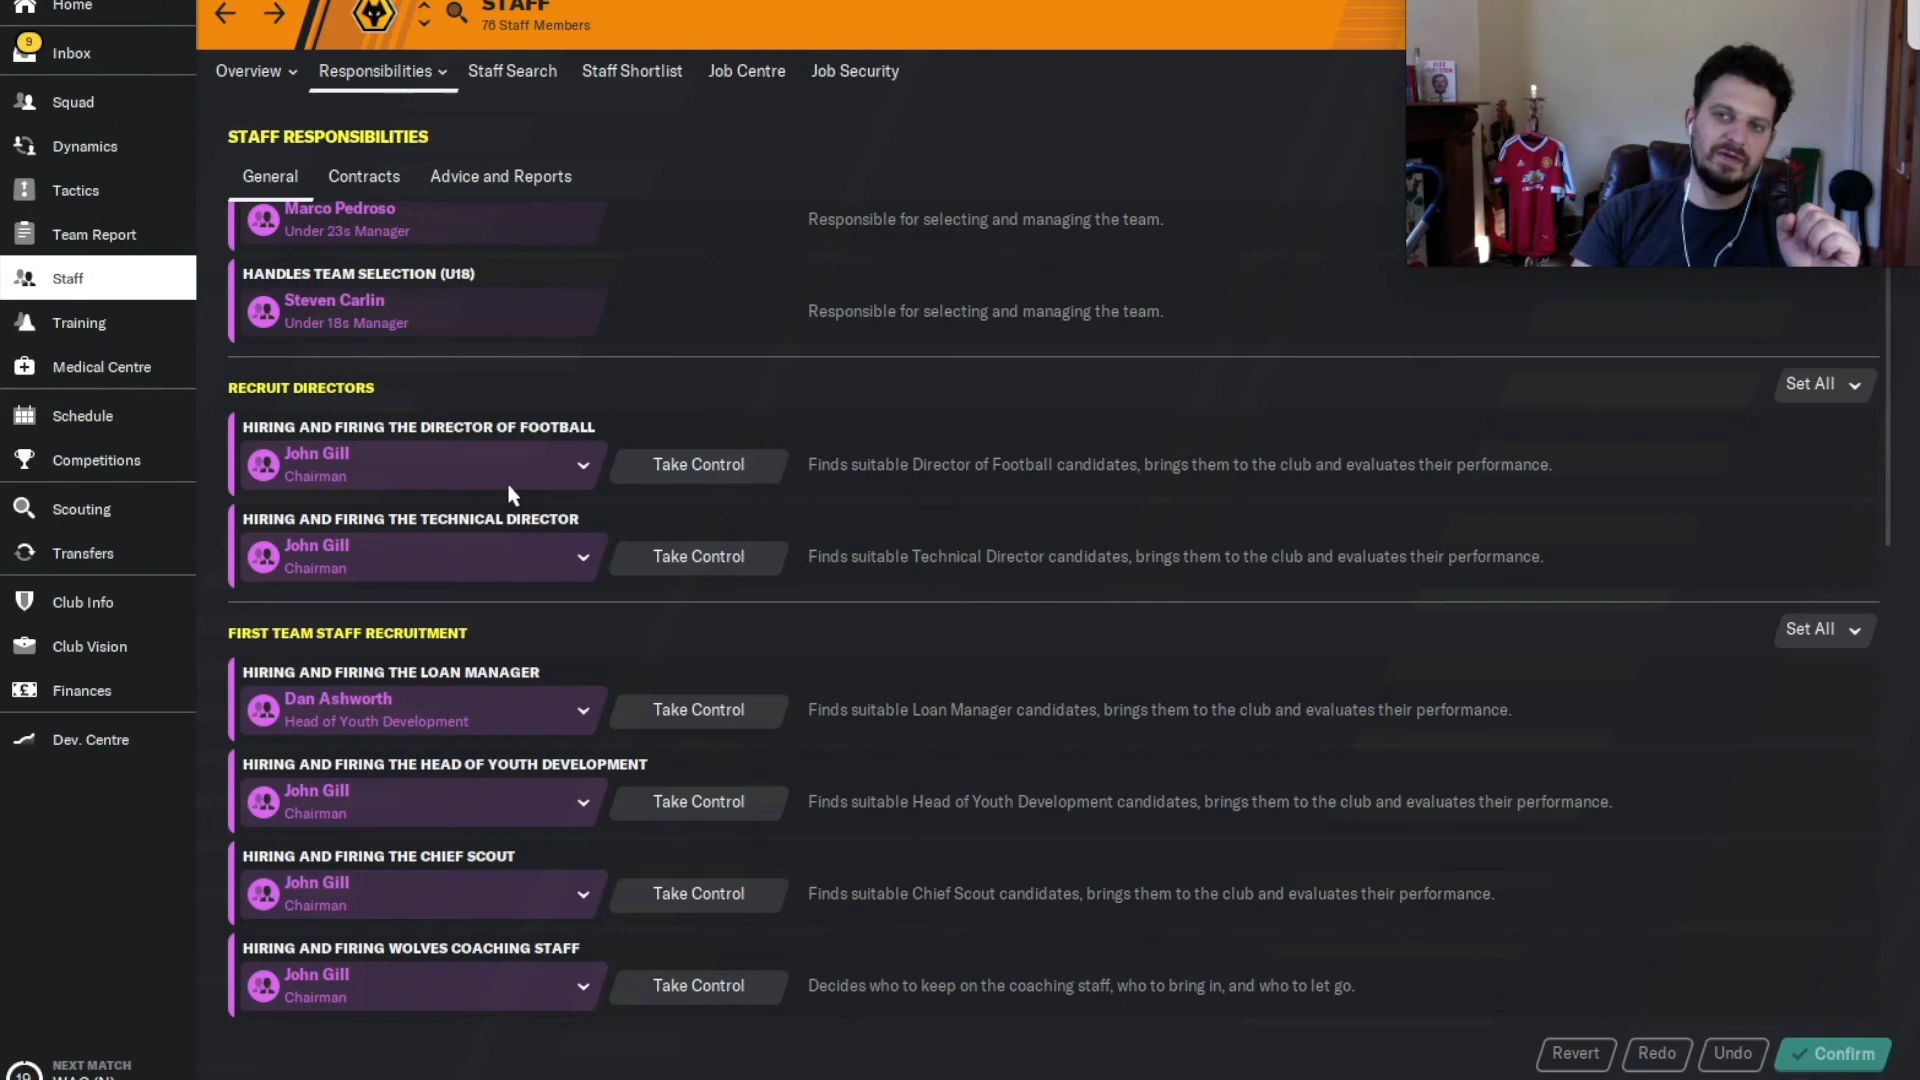 Home
9
Inbox
Squad
Dynamics
Tactics
Team Report
Staff
Training
Medical Centre
Schedule
Competitions
Scouting
Transfers
Club Info
Club Vision
Finances
Dev. Centre
NEXT MATCH
STAFF
76 Staff Members
Overview
Responsibilities
Staff Search
Staff Shortlist
Job Centre
Job Security
STAFF RESPONSIBILITIES
General
Contracts
Advice and Reports
Marco Pedroso
Under 23s Manager
Responsible for selecting and managing the team.
HANDLES TEAM SELECTION (U18)
Steven Carlin
Under 18s Manager
Responsible for selecting and managing the team.
RECRUIT DIRECTORS
Set All
HIRING AND FIRING THE DIRECTOR OF FOOTBALL
John Gill
Chairman
Take Control
Finds suitable Director of Football candidates, brings them to the club and evaluates their performance.
HIRING AND FIRING THE TECHNICAL DIRECTOR
John Gill
Chairman
Take Control
Finds suitable Technical Director candidates, brings them to the club and evaluates their performance.
FIRST TEAM STAFF RECRUITMENT
Set All
HIRING AND FIRING THE LOAN MANAGER
Dan Ashworth
Head of Youth Development
Take Control
Finds suitable Loan Manager candidates, brings them to the club and evaluates their performance.
HIRING AND FIRING THE HEAD OF YOUTH DEVELOPMENT
John Gill
Chairman
Take Control
Finds suitable Head of Youth Development candidates, brings them to the club and evaluates their performance.
HIRING AND FIRING THE CHIEF SCOUT
John Gill
Chairman
Take Control
Finds suitable Chief Scout candidates, brings them to the club and evaluates their performance.
HIRING AND FIRING WOLVES COACHING STAFF
John Gill
Chairman
Take Control
Decides who to keep on the coaching staff, who to bring in, and who to let go.
Revert
Redo
Undo
Confirm